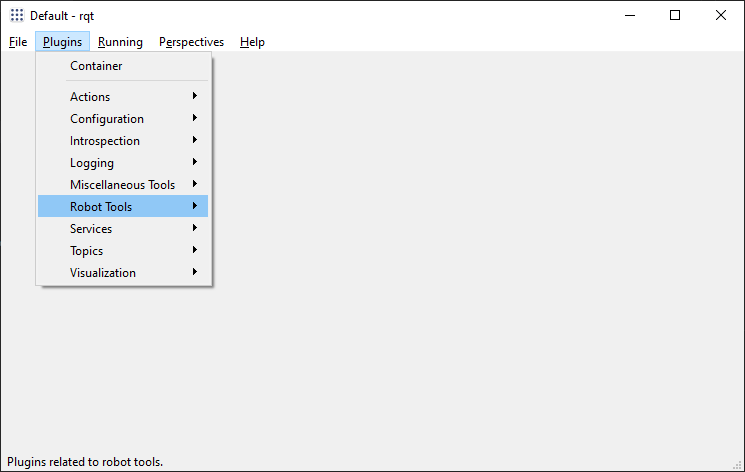 Default - rqt
File Plugins Running Perspectives Help
Container
Actions
Configuration
Introspection
Logging
Miscellaneous Tools
Robot Tools
Services
Topics
Visualization
Plugins related to robot tools.